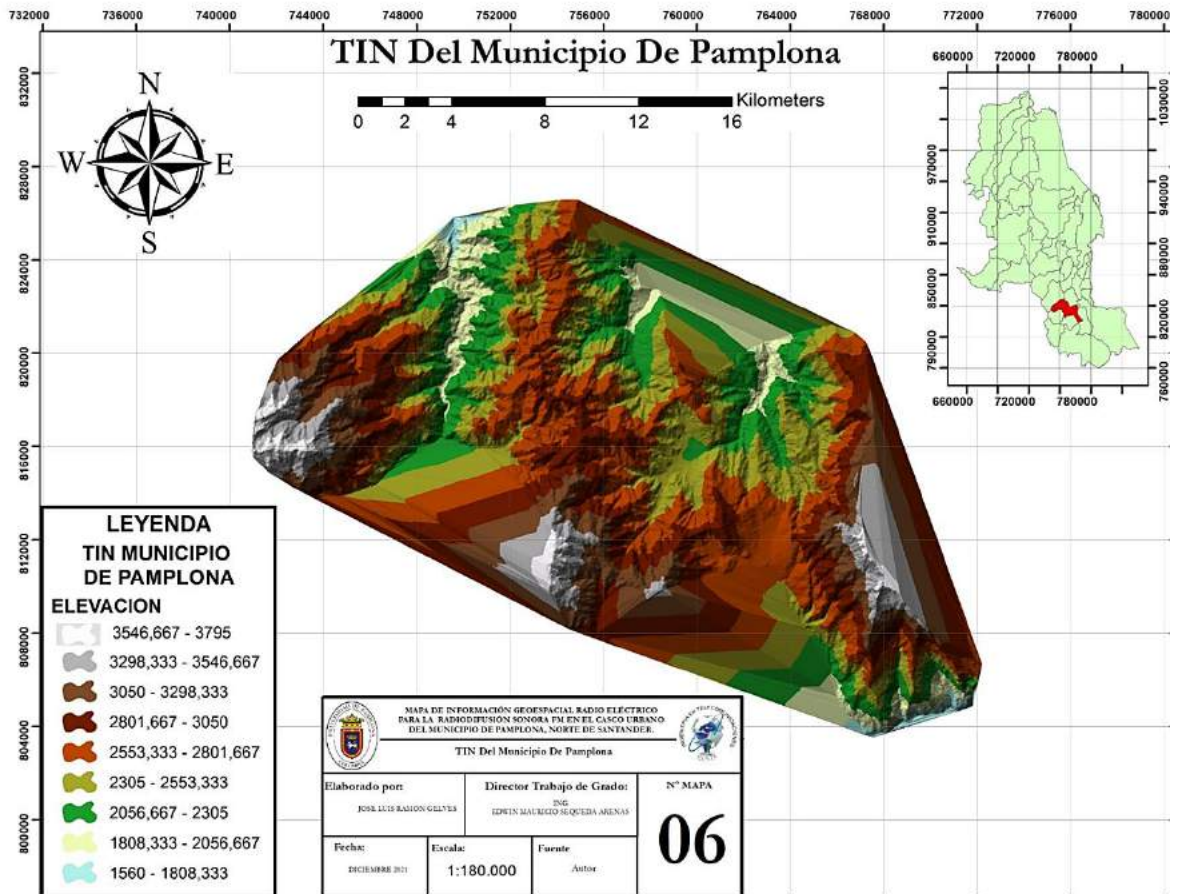 732000 736000 740000 744000 748000 752000 756000 760000 764000 768000 772000 776000 780000
TIN Del Municipio De Pamplona
Kilometers
0 2 4 8 12 16
N
W E
S
832000
828000
824000
820000
816000
812000
808000
804000
800000
660000 720000 780000
1030000
970000
940000
910000
880000
850000
820000
790000
760000
660000 720000 780000
LEYENDA
TIN MUNICIPIO
DE PAMPLONA
ELEVACION
3546,667 - 3795
3298,333 - 3546,667
3050 - 3298,333
2801,667 - 3050
2553,333 - 2801,667
2305 - 2553,333
2056,667 - 2305
1808,333 - 2056,667
1560 - 1808,333
MAPA DE INFORMACIÓN GEOESPACIAL RADIO ELÉCTRICO
PARA LA RADIODIFUSIÓN SONORA FM EN EL CASCO URBANO
DEL MUNICIPIO DE PAMPLONA, NORTE DE SANTANDER.
TIN Del Municipio De Pamplona
Elaborado por:
JOSE LUIS RAMON GELVES
Director Trabajo de Grado:
ING.
EDWIN MAURICIO SEQUEDA ARENAS
N° MAPA
06
Fecha:
DICIEMBRE 2021
Escala:
1:180.000
Fuente
Autor